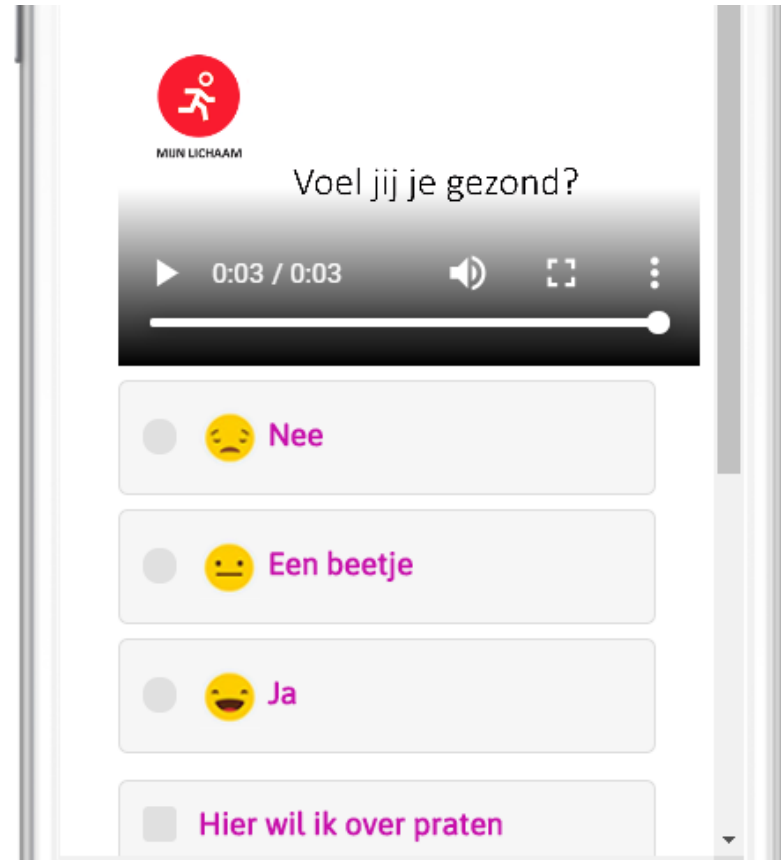 MIJN LICHAAM
Voel jij je gezond?
0:03 / 0:03
Nee
Een beetje
Ja
Hier wil ik over praten